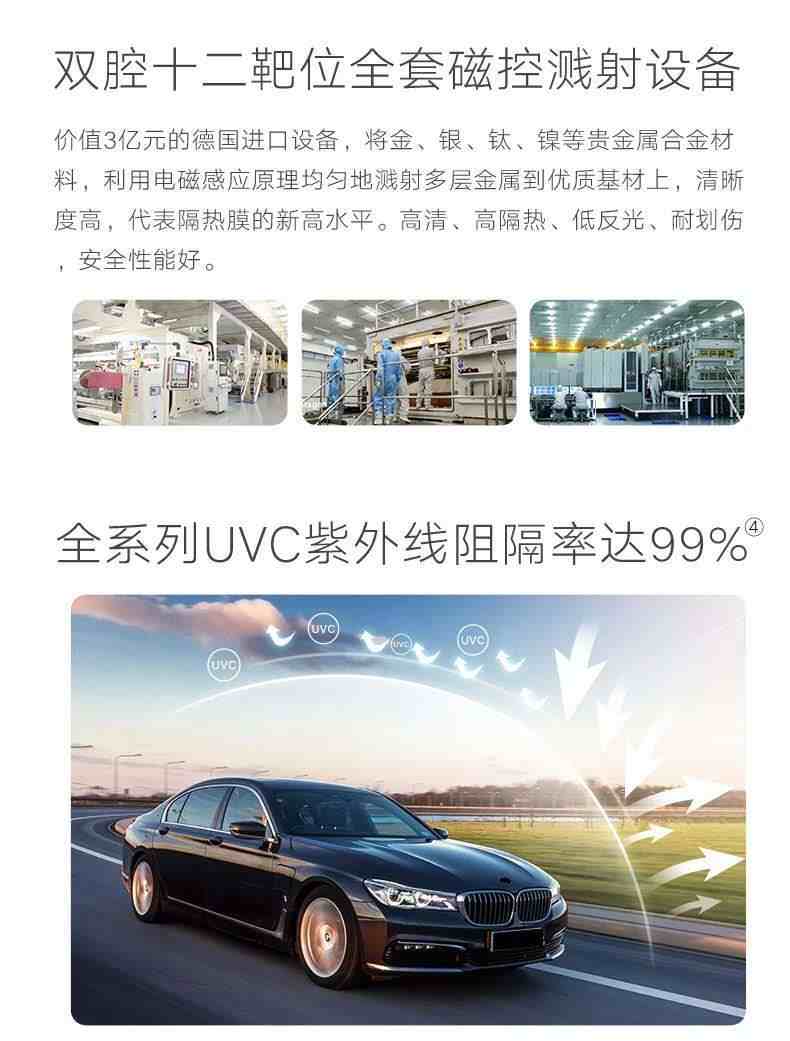 双腔十二靶位全套磁控溅射设备
价值3亿元的德国进口设备，将金、银、钛、镍等贵金属合金材
料，利用电磁感应原理均匀地溅射多层金属到优质基材上，清晰
度高，代表隔热膜的新高水平。高清、高隔热、低反光、耐划伤
，安全性能好。
全系列UVC紫外线阻隔率达99%④
UVC
UVC
UVC
UVC